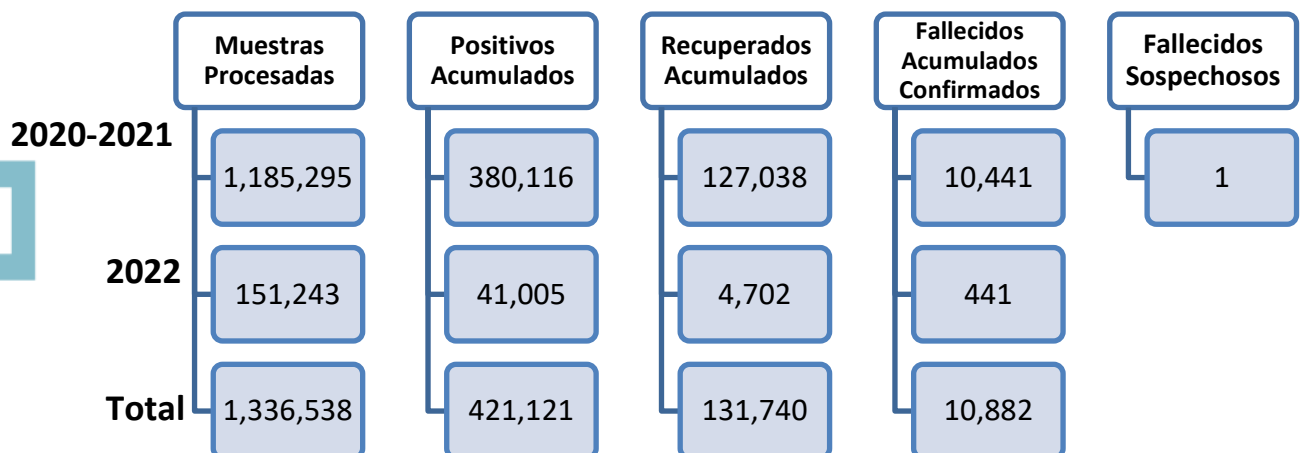 Muestras
Procesadas
Positivos
Acumulados
Recuperados
Acumulados
Fallecidos
Acumulados
Confirmados
Fallecidos
Sospechosos
2020-2021
1,185,295
380,116
127,038
10,441
1
2022
151,243
41,005
4,702
441
Total
1,336,538
421,121
131,740
10,882